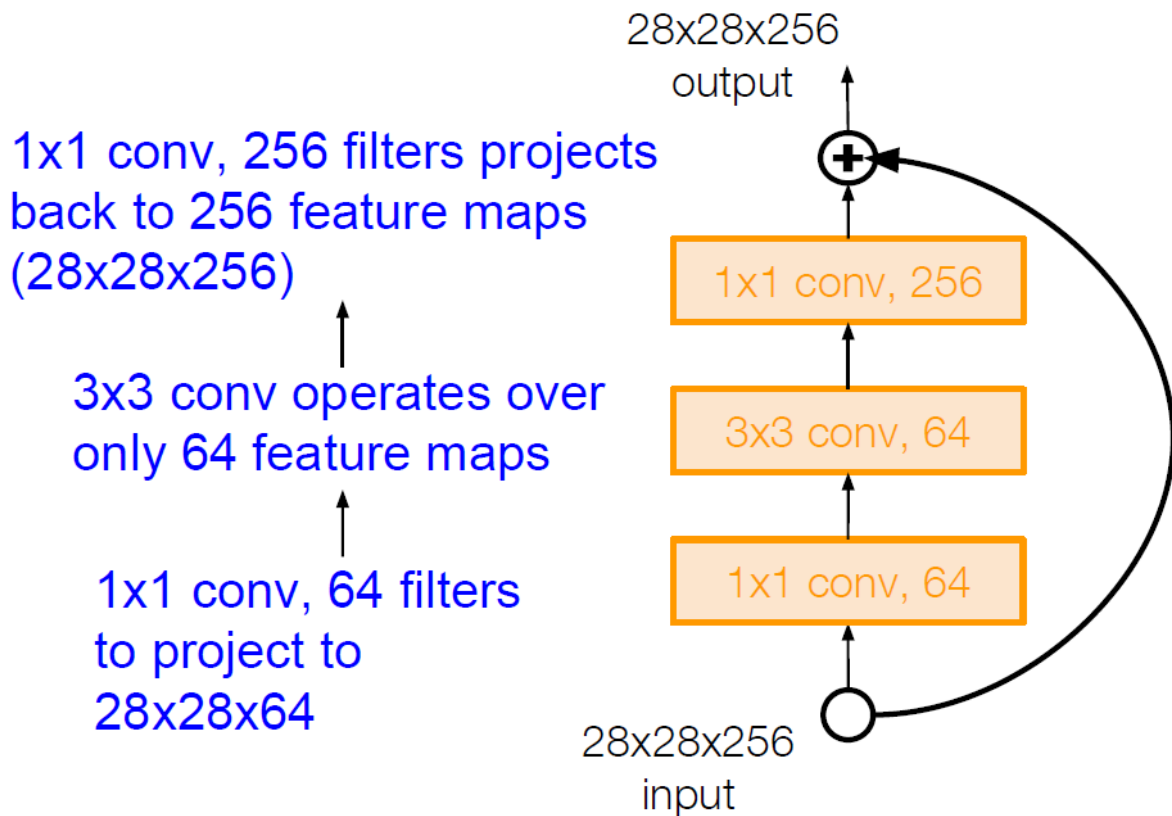 28x28x256
output
1x1 conv, 256 filters projects
back to 256 feature maps
(28x28x256)
1x1 conv, 256
3x3 conv operates over
only 64 feature maps
3x3 conv, 64
1x1 conv, 64 filters
to project to
28x28x64
1x1 conv, 64
28x28x256
input